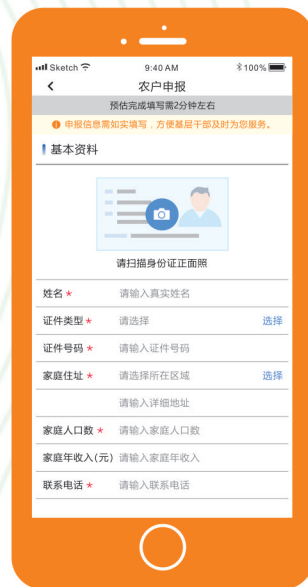 Sketch 9:40 AM 100%
农户申报
预估完成填写需2分钟左右
申报信息需如实填写，方便基层干部及时为您服务。
基本资料
请扫描身份证正面照
姓名 * 请输入真实姓名
证件类型 * 请选择 选择
证件号码 * 请输入证件号码
家庭住址 * 请选择所在区域 选择
请输入详细地址
家庭人口数 * 请输入家庭人口数
家庭年收入(元) 请输入家庭年收入
联系电话 * 请输入联系电话